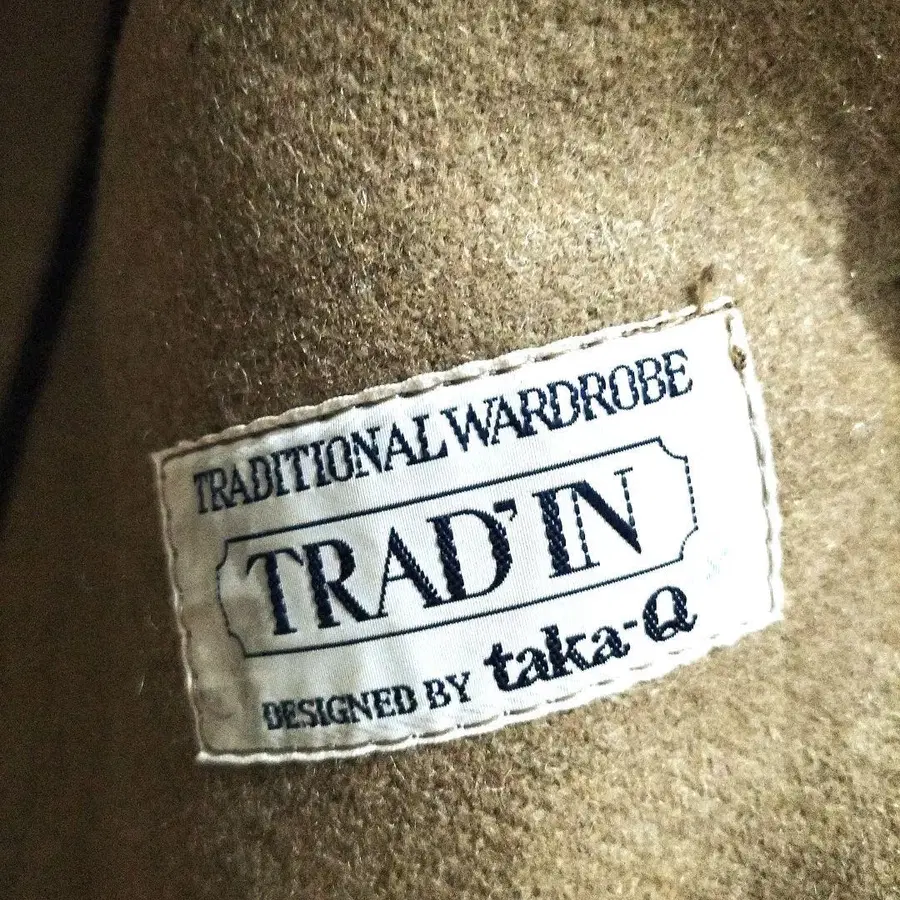 TRADITIONAL WARDROBE
TRAD'IN
DESIGNED BY taka-Q